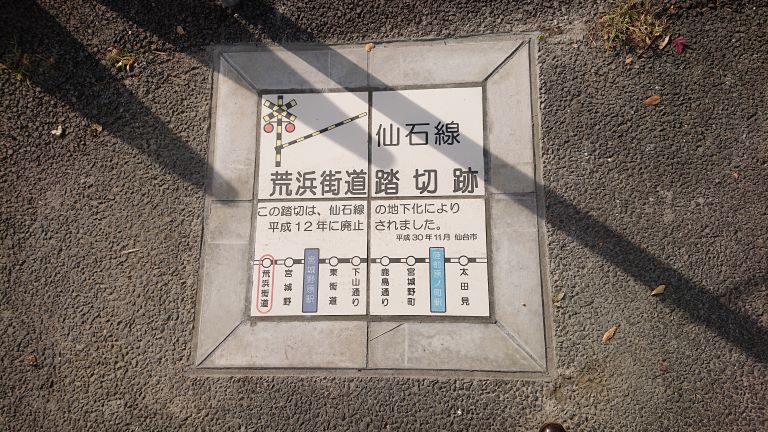 仙石線
荒浜街道踏切跡
この踏切は、仙石線の地下化により
平成12年に廃止されました。
平成30年11月 仙台市
荒浜街道
宮城野
宮城野原駅
東街道
下山通り
鹿島通り
宮城野町
陸前原ノ町駅
太田見